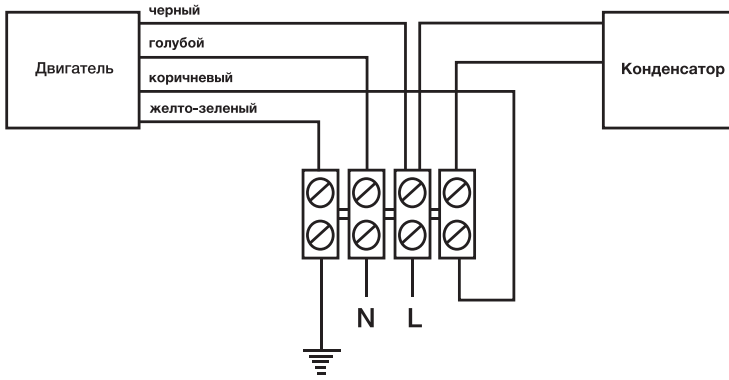 черный
голубой
Двигатель
коричневый
желто-зеленый
Конденсатор
N L